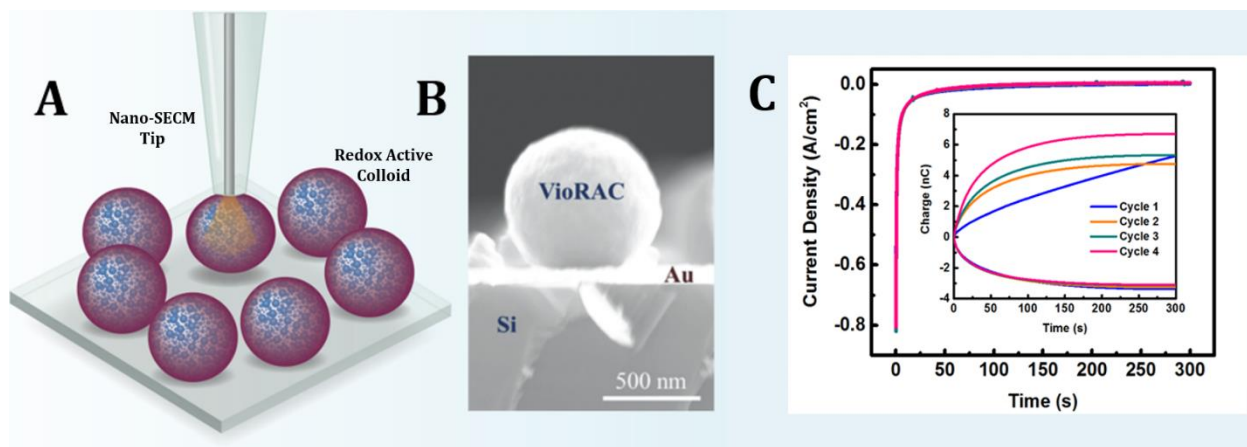 A
Nano-SECM
Tip
Redox Active
Colloid
B
VioRAC
Au
Si
500 nm
C
Current Density (A/cm²)
0.0
-0.2
-0.4
-0.6
-0.8
0 50 100 150 200 250 300
Time (s)
Charge (nC)
8
6
4
2
0
-2
-4
0 50 100 150 200 250 300
Time (s)
Cycle 1
Cycle 2
Cycle 3
Cycle 4